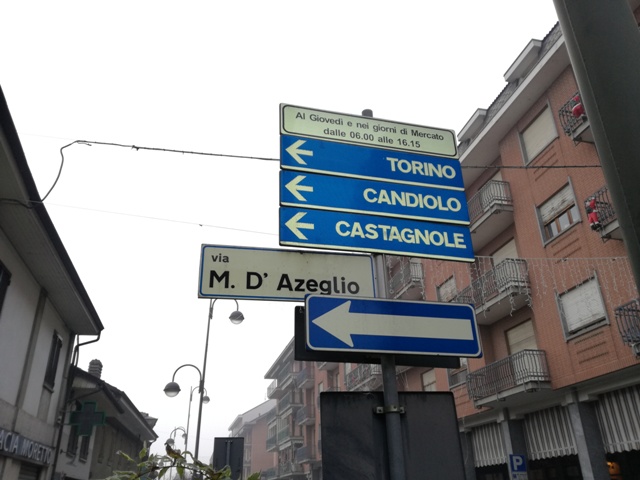 Al Giovedì e nei giorni di Mercato
dalle 06.00 alle 16.15
TORINO
CANDIOLO
CASTAGNOLE
via
M. D' Azeglio
P